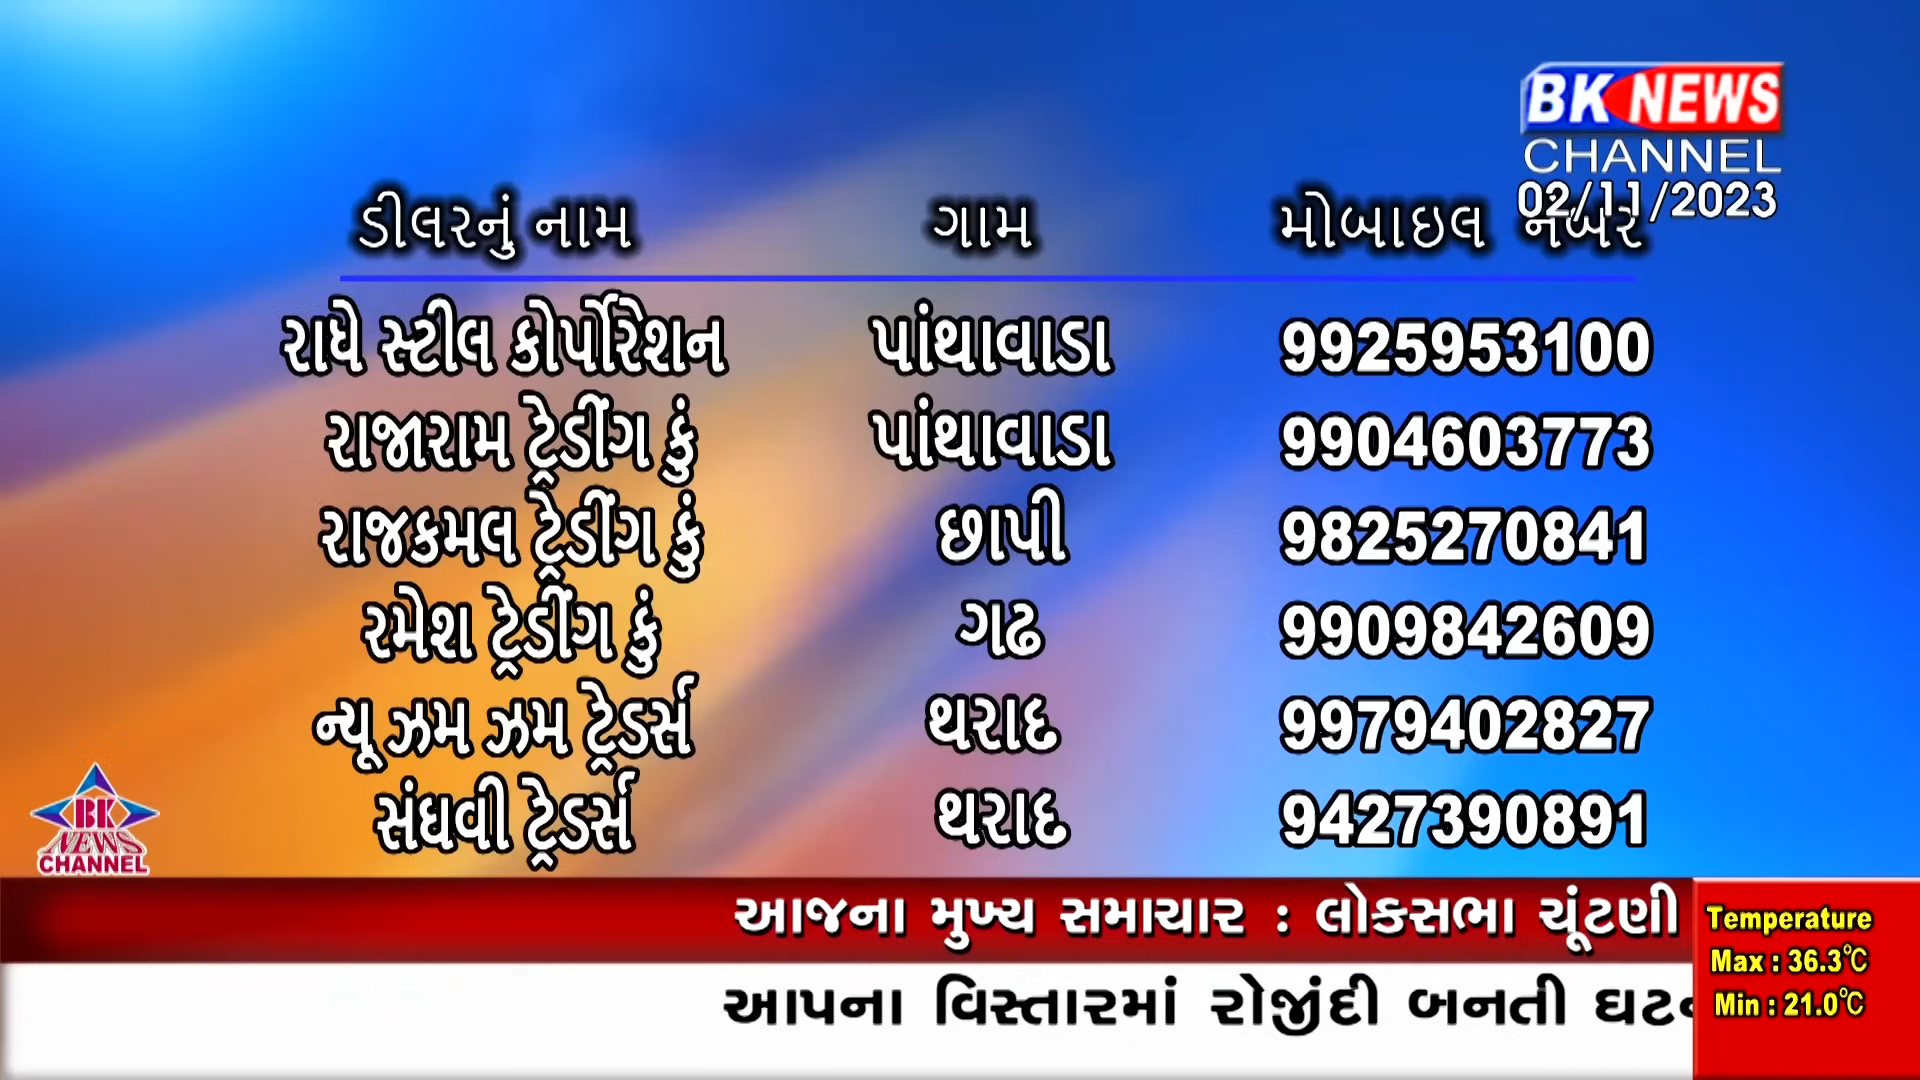 BK NEWS
CHANNEL
02/11/2023
ડીલરનું નામ ગામ મોબાઇલ નંબર
રાધે સ્ટીલ કોર્પોરેશન પાંથાવાડા 9925953100
રાજારામ ટ્રેડીંગ કું પાંથાવાડા 9904603773
રાજકમલ ટ્રેડીંગ કું છાપી 9825270841
રમેશ ટ્રેડીંગ કું ગઢ 9909842609
ન્યૂ ઝમ ઝમ ટ્રેડર્સ થરાદ 9979402827
સંઘવી ટ્રેડર્સ થરાદ 9427390891
BK
NEWS
CHANNEL
આજના મુખ્ય સમાચાર : લોકસભા ચૂંટણી
આપના વિસ્તારમાં રોજીંદી બનતી
Temperature
Max : 36.3℃
Min : 21.0℃